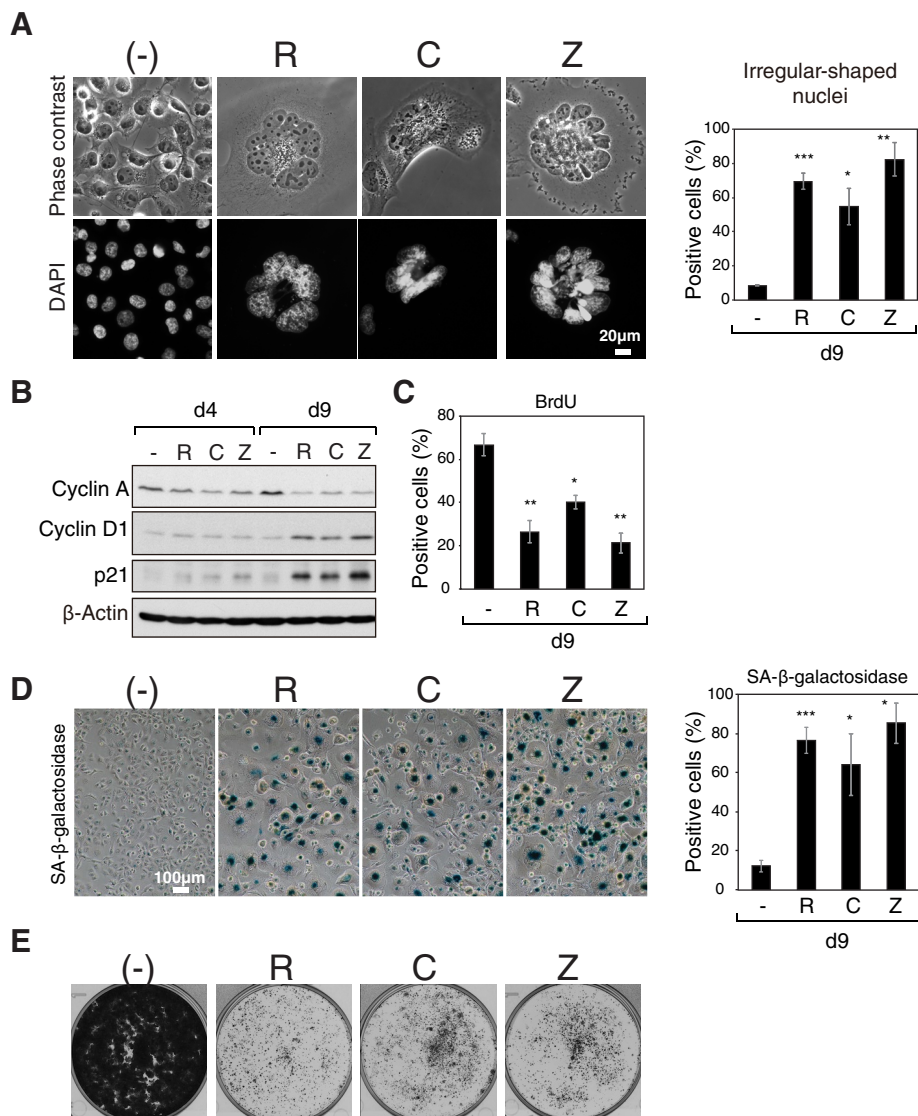 A
(-) R C Z
Phase contrast
DAPI
20μm
Irregular-shaped
nuclei
Positive cells (%)
100
80
60
40
20
0
*** * **
- R C Z
d9
B
d4 d9
- R C Z - R C Z
Cyclin A
Cyclin D1
p21
β-Actin
C
BrdU
Positive cells (%)
80
60
40
20
0
** * **
- R C Z
d9
D
(-) R C Z
SA-β-galactosidase
100μm
SA-β-galactosidase
Positive cells (%)
100
80
60
40
20
0
*** * *
- R C Z
d9
E
(-) R C Z